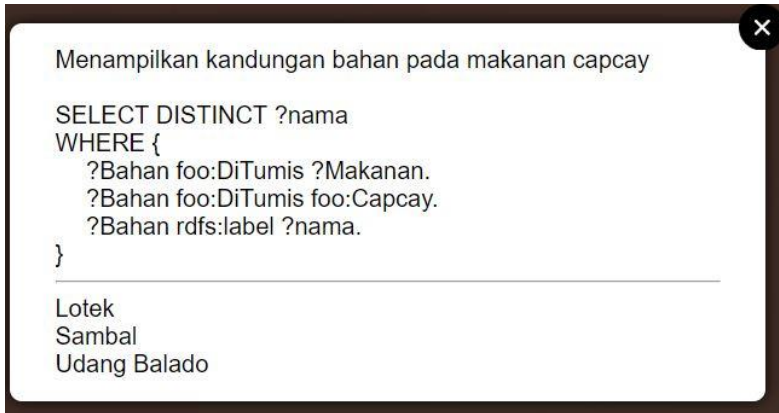 Menampilkan kandungan bahan pada makanan capcay
SELECT DISTINCT ?nama
WHERE {
?Bahan foo:DiTumis ?Makanan.
?Bahan foo:DiTumis foo:Capcay.
?Bahan rdfs:label ?nama.
}
Lotek
Sambal
Udang Balado